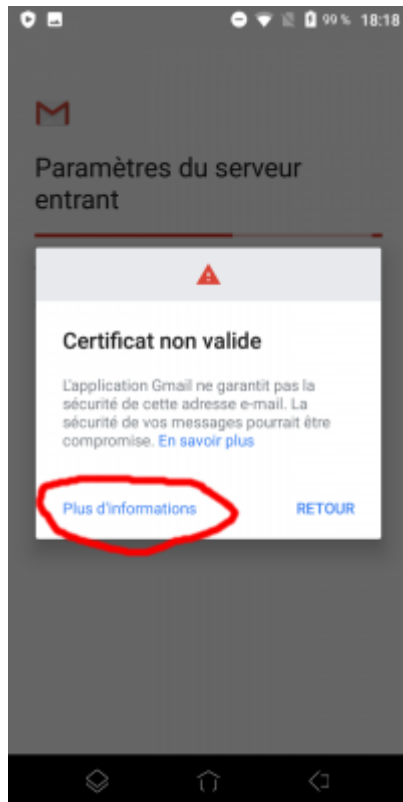 99 % 18:18
Paramètres du serveur
entrant
Certificat non valide
L'application Gmail ne garantit pas la
sécurité de cette adresse e-mail. La
sécurité de vos messages pourrait être
compromise. En savoir plus
Plus d'informations RETOUR